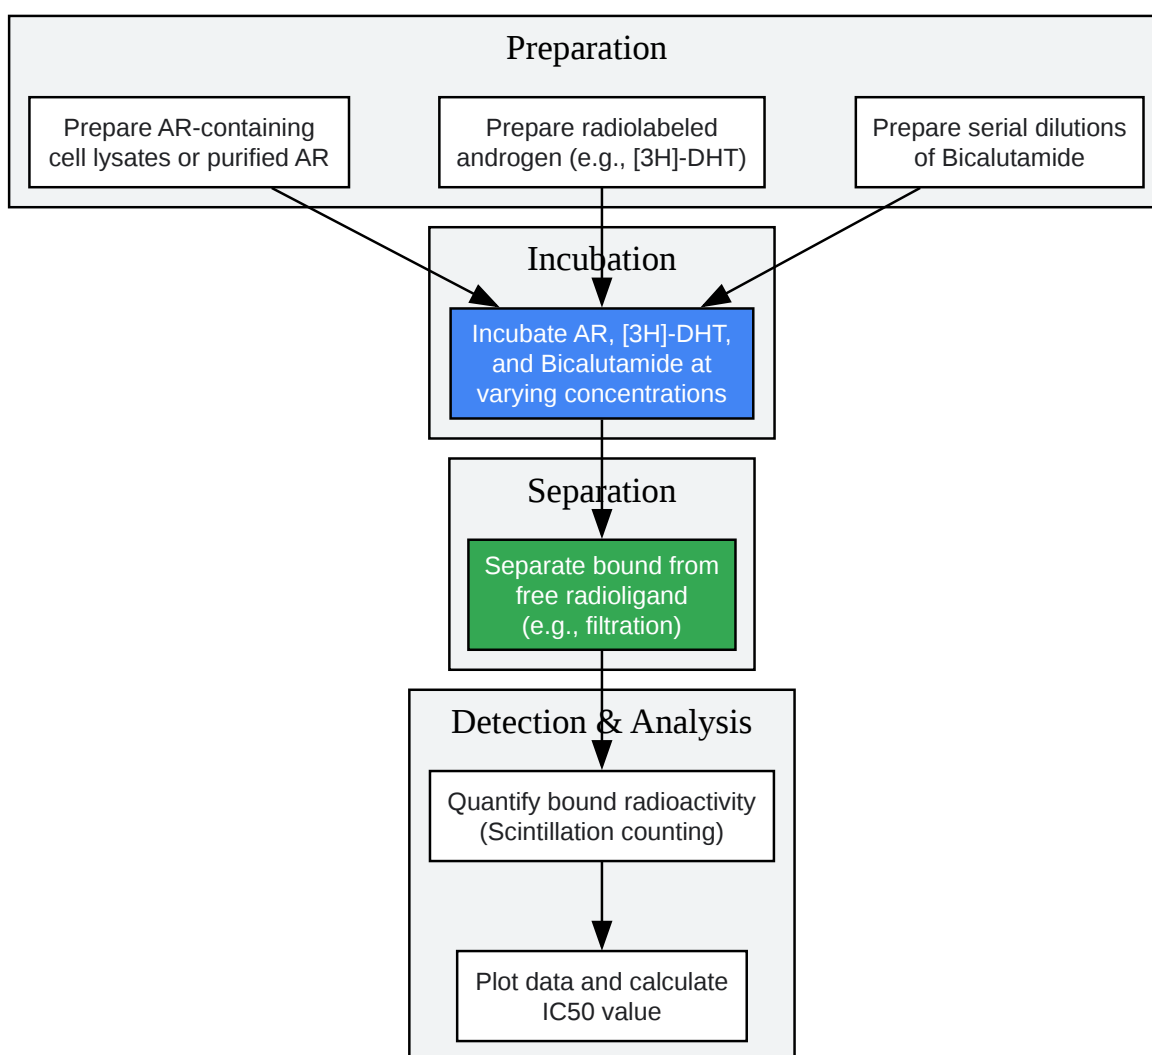 Preparation
Prepare AR-containing
cell lysates or purified AR
Prepare radiolabeled
androgen (e.g., [3H]-DHT)
Prepare serial dilutions
of Bicalutamide
Incubation
Incubate AR, [3H]-DHT,
and Bicalutamide at
varying concentrations
Separation
Separate bound from
free radioligand
(e.g., filtration)
Detection & Analysis
Quantify bound radioactivity
(Scintillation counting)
Plot data and calculate
IC50 value